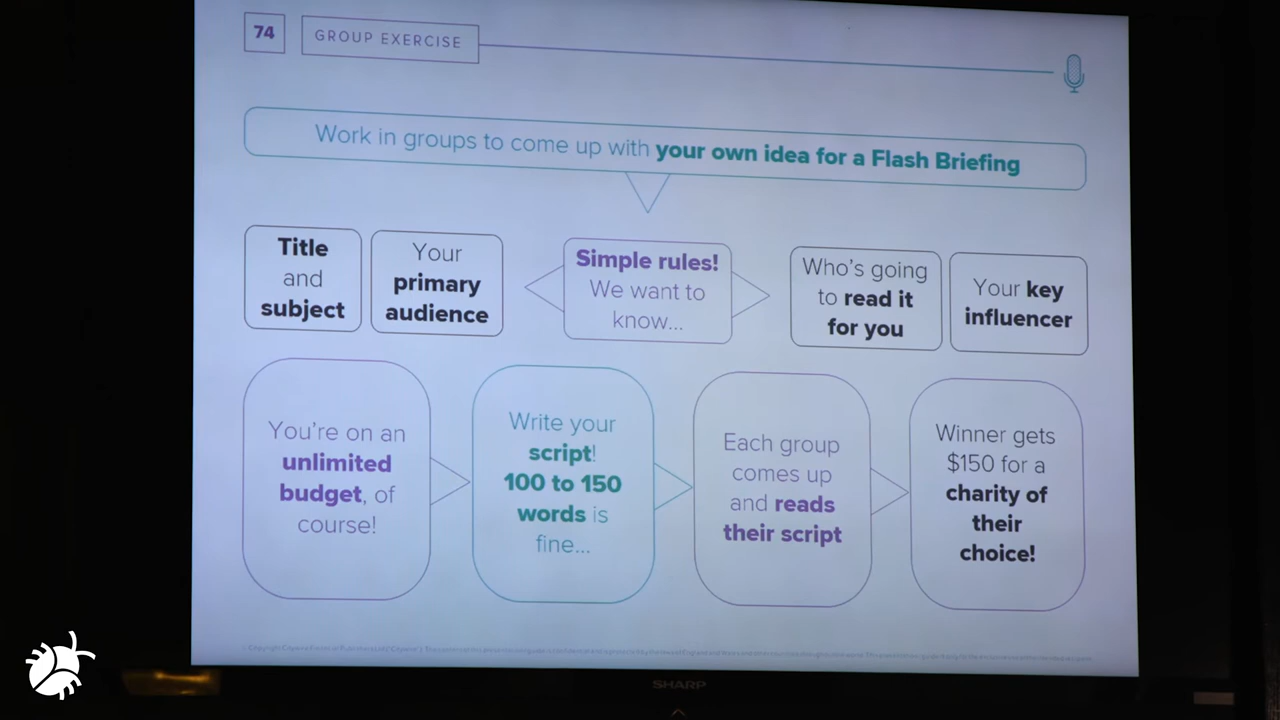 74
GROUP EXERCISE
Work in groups to come up with your own idea for a Flash Briefing
Title
and
subject
Your
primary
audience
Simple rules!
We want to
know...
Who's going
to read it
for you
Your key
influencer
You're on an
unlimited
budget, of
course!
Write your
script!
100 to 150
words is
fine...
Each group
comes up
and reads
their script
Winner gets
$150 for a
charity of
their
choice!
SHARP